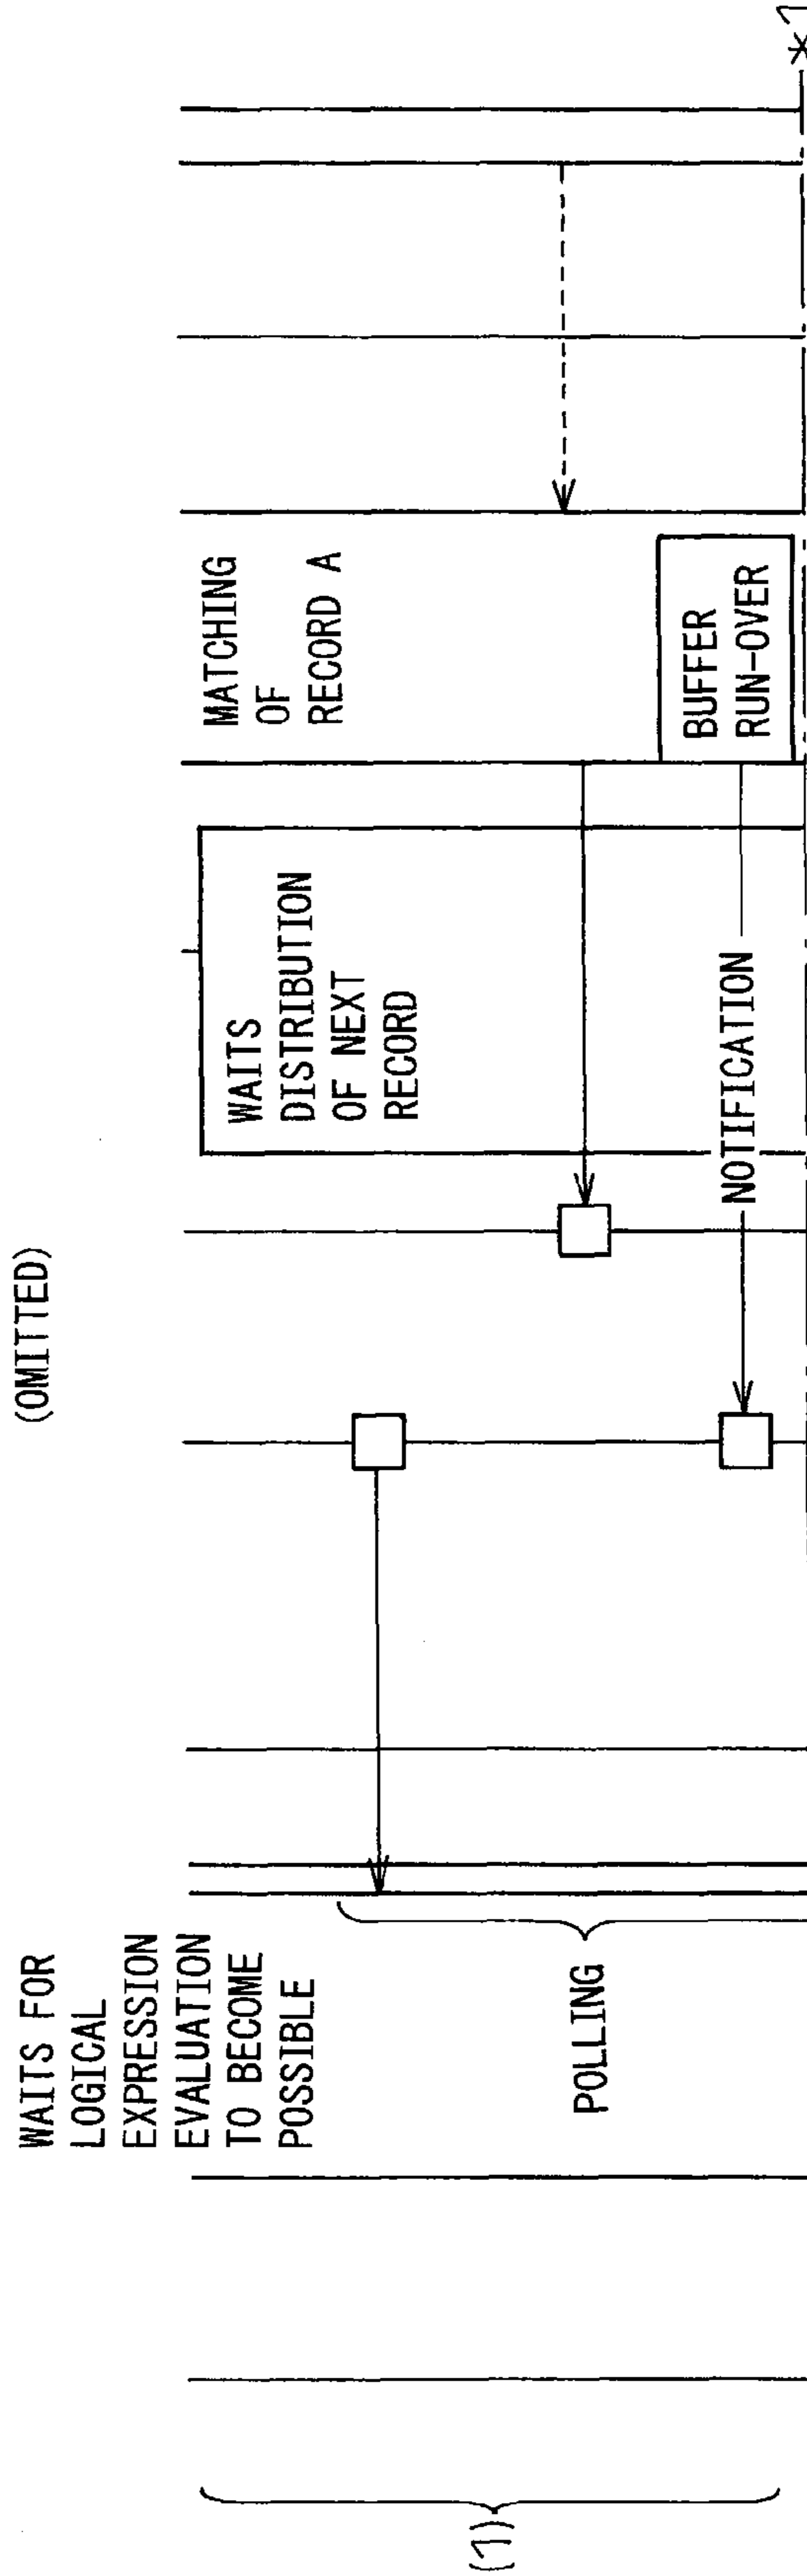 (OMITTED)
WAITS FOR
LOGICAL
EXPRESSION
EVALUATION
TO BECOME
POSSIBLE
WAITS
DISTRIBUTION
OF NEXT
RECORD
MATCHING
OF
RECORD A
(1)
POLLING
NOTIFICATION
BUFFER
RUN-OVER
*1